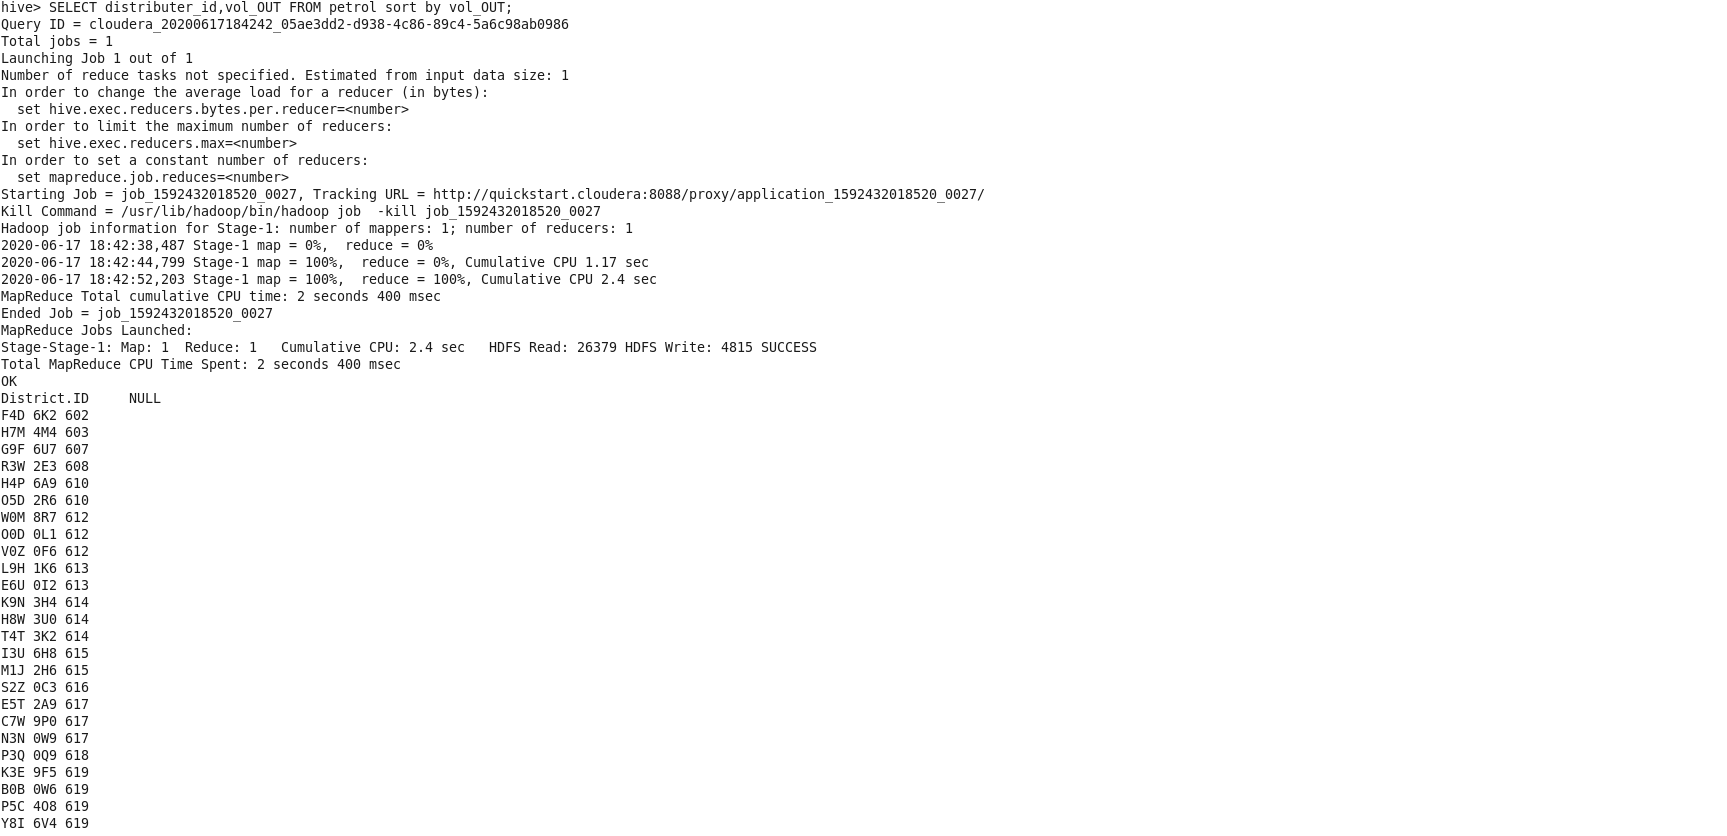 hive> SELECT distributer_id,vol_OUT FROM petrol sort by vol_OUT;
Query ID = cloudera_20200617184242_05ae3dd2-d938-4c86-89c4-5a6c98ab0986
Total jobs = 1
Launching Job 1 out of 1
Number of reduce tasks not specified. Estimated from input data size: 1
In order to change the average load for a reducer (in bytes):
  set hive.exec.reducers.bytes.per.reducer=<number>
In order to limit the maximum number of reducers:
  set hive.exec.reducers.max=<number>
In order to set a constant number of reducers:
  set mapreduce.job.reduces=<number>
Starting Job = job_1592432018520_0027, Tracking URL = http://quickstart.cloudera:8088/proxy/application_1592432018520_0027/
Kill Command = /usr/lib/hadoop/bin/hadoop job  -kill job_1592432018520_0027
Hadoop job information for Stage-1: number of mappers: 1; number of reducers: 1
2020-06-17 18:42:38,487 Stage-1 map = 0%,  reduce = 0%
2020-06-17 18:42:44,799 Stage-1 map = 100%,  reduce = 0%, Cumulative CPU 1.17 sec
2020-06-17 18:42:52,203 Stage-1 map = 100%,  reduce = 100%, Cumulative CPU 2.4 sec
MapReduce Total cumulative CPU time: 2 seconds 400 msec
Ended Job = job_1592432018520_0027
MapReduce Jobs Launched:
Stage-Stage-1: Map: 1  Reduce: 1   Cumulative CPU: 2.4 sec   HDFS Read: 26379 HDFS Write: 4815 SUCCESS
Total MapReduce CPU Time Spent: 2 seconds 400 msec
OK
District.ID     NULL
F4D 6K2 602
H7M 4M4 603
G9F 6U7 607
R3W 2E3 608
H4P 6A9 610
O5D 2R6 610
W0M 8R7 612
O0D 0L1 612
V0Z 0F6 612
L9H 1K6 613
E6U 0I2 613
K9N 3H4 614
H8W 3U0 614
T4T 3K2 614
I3U 6H8 615
M1J 2H6 615
S2Z 0C3 616
E5T 2A9 617
C7W 9P0 617
N3N 0W9 617
P3Q 0Q9 618
K3E 9F5 619
B0B 0W6 619
P5C 4O8 619
Y8I 6V4 619